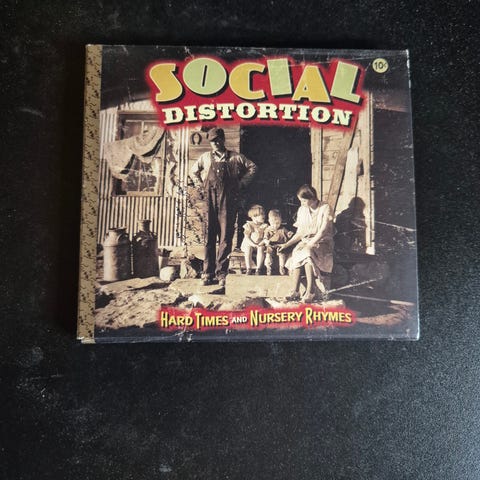 SOCIAL
10¢
DISTORTION
HARD TIMES AND NURSERY RHYMES